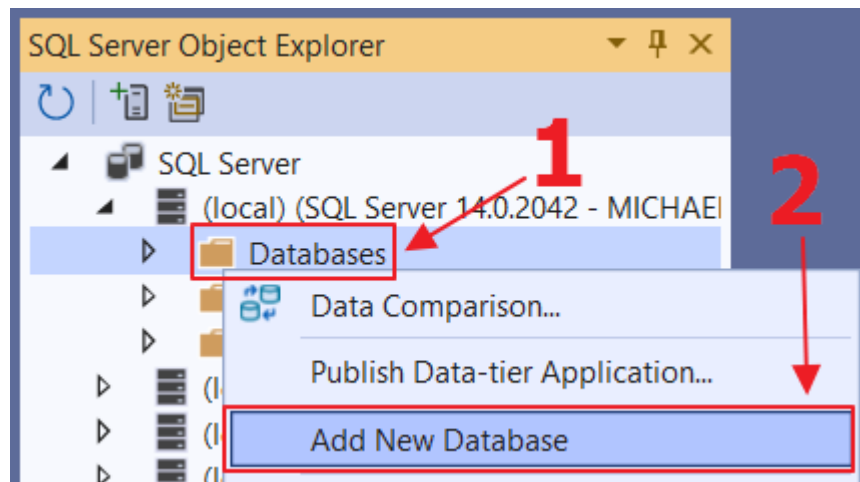 SQL Server Object Explorer
1
SQL Server
2
(local) (SQL Server 14.0.2042 - MICHAEL
Databases
Data Comparison...
Publish Data-tier Application...
Add New Database